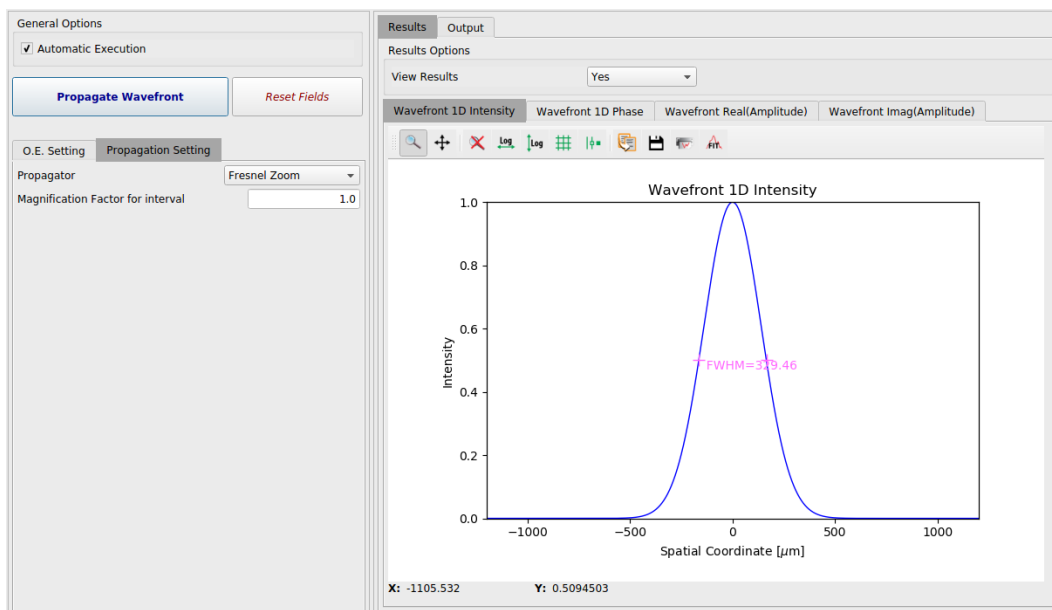 General Options
Automatic Execution
Propagate Wavefront
Reset Fields
O.E. Setting
Propagation Setting
Propagator
Fresnel Zoom
Magnification Factor for interval
1.0
Results
Output
Results Options
View Results
Yes
Wavefront 1D Intensity
Wavefront 1D Phase
Wavefront Real(Amplitude)
Wavefront Imag(Amplitude)
Log
Log
FIT
Wavefront 1D Intensity
1.0
0.8
0.6
0.4
0.2
0.0
Intensity
FWHM=329.46
−1000
−500
0
500
1000
Spatial Coordinate [μm]
X: -1105.532
Y: 0.5094503